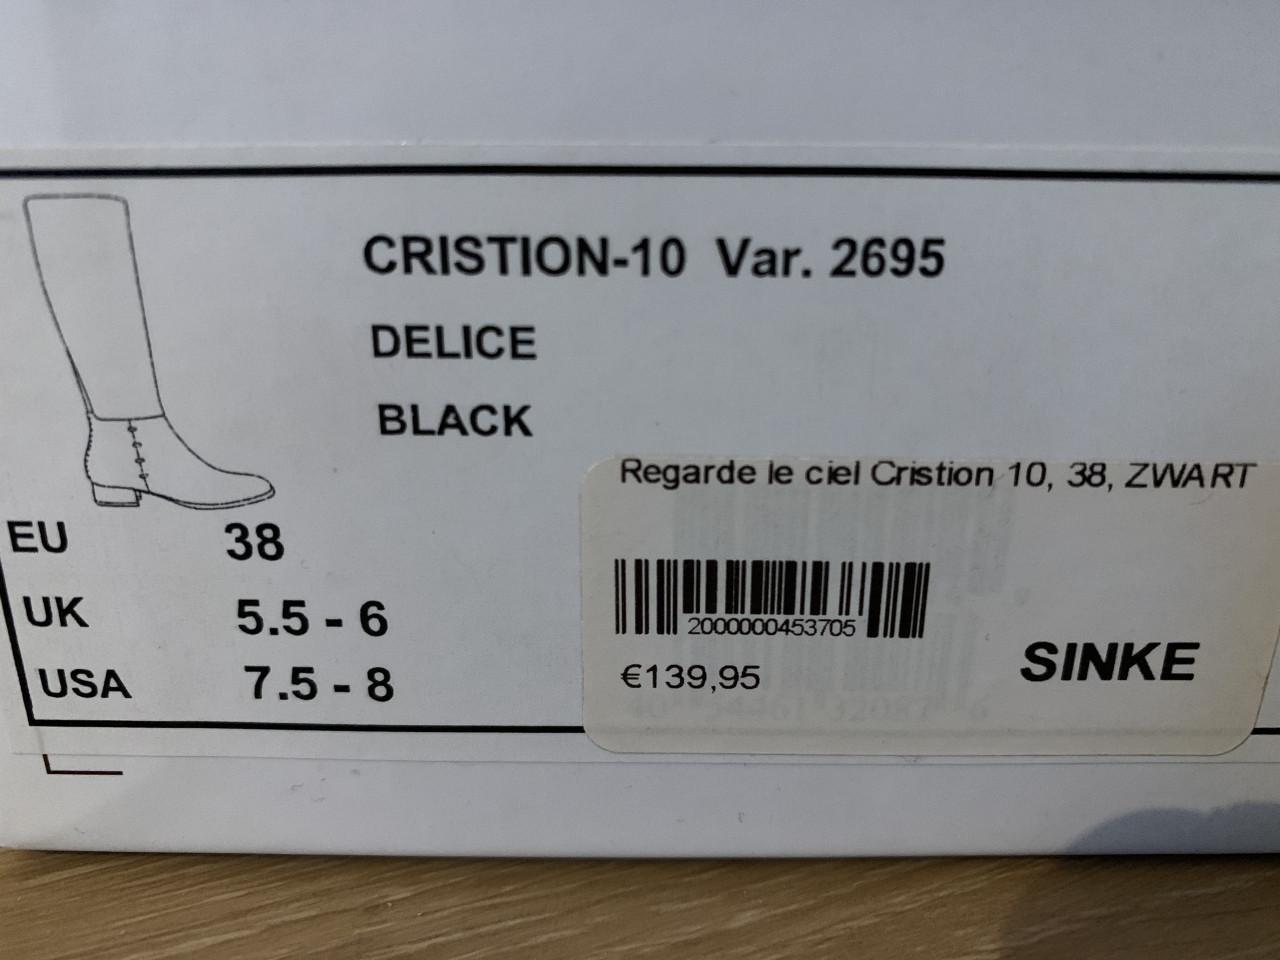 CRISTION-10 Var. 2695
DELICE
BLACK
EU 38
UK 5.5 - 6
USA 7.5 - 8
Regarde le ciel Cristion 10, 38, ZWART
2000000453705
€139,95
SINKE